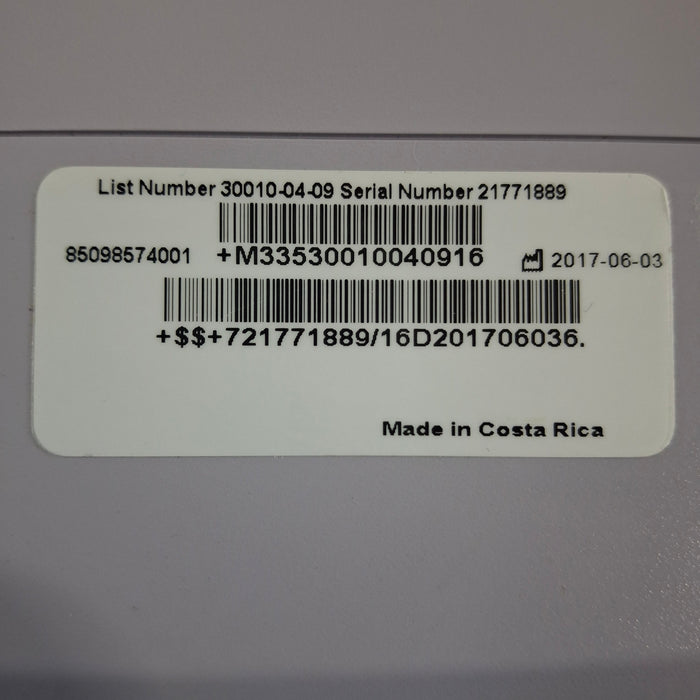 List Number 30010-04-09 Serial Number 21771889
85098574001 +M33530010040916 2017-06-03
+$$+721771889/16D201706036.
Made in Costa Rica